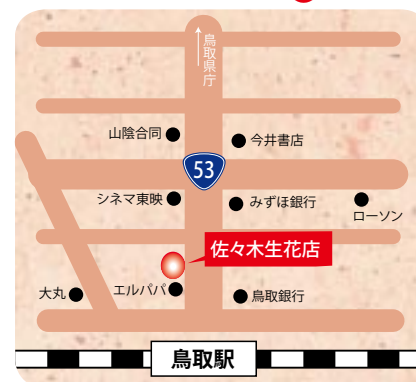 鳥取県庁
山陰合同
今井書店
53
シネマ東映
みずほ銀行
ローソン
佐々木生花店
大丸
エルパパ
鳥取銀行
鳥取駅